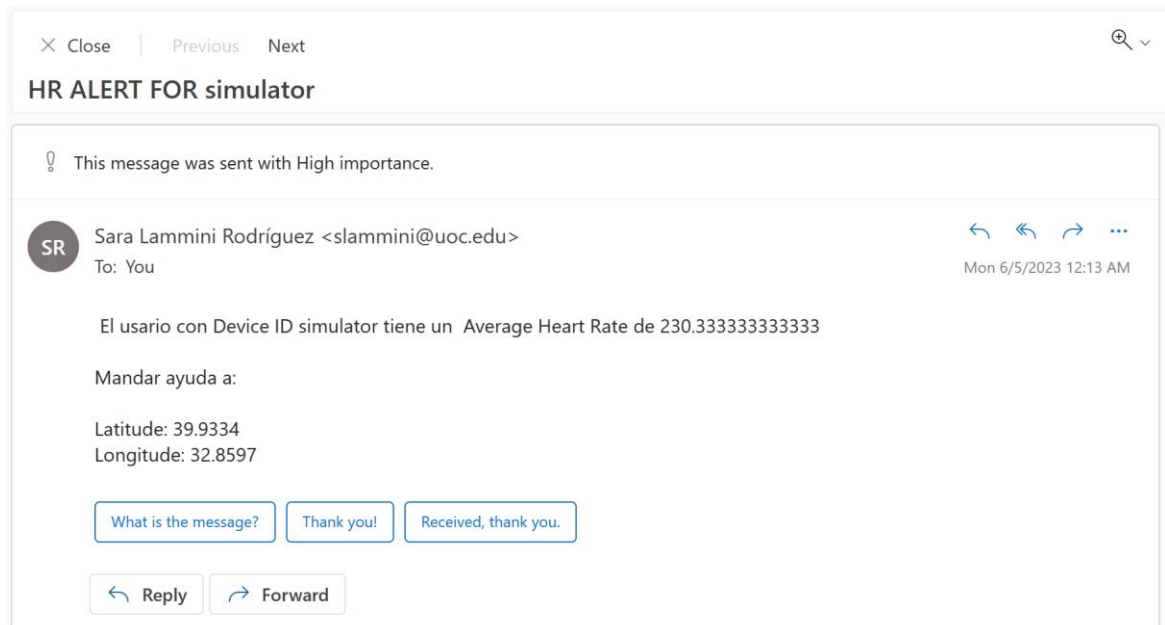 Close Previous Next
HR ALERT FOR simulator
This message was sent with High importance.
SR
Sara Lammini Rodríguez <slammini@uoc.edu>
To: You
Mon 6/5/2023 12:13 AM
El usario con Device ID simulator tiene un  Average Heart Rate de 230.333333333333
Mandar ayuda a:
Latitude: 39.9334
Longitude: 32.8597
What is the message? Thank you! Received, thank you.
Reply Forward